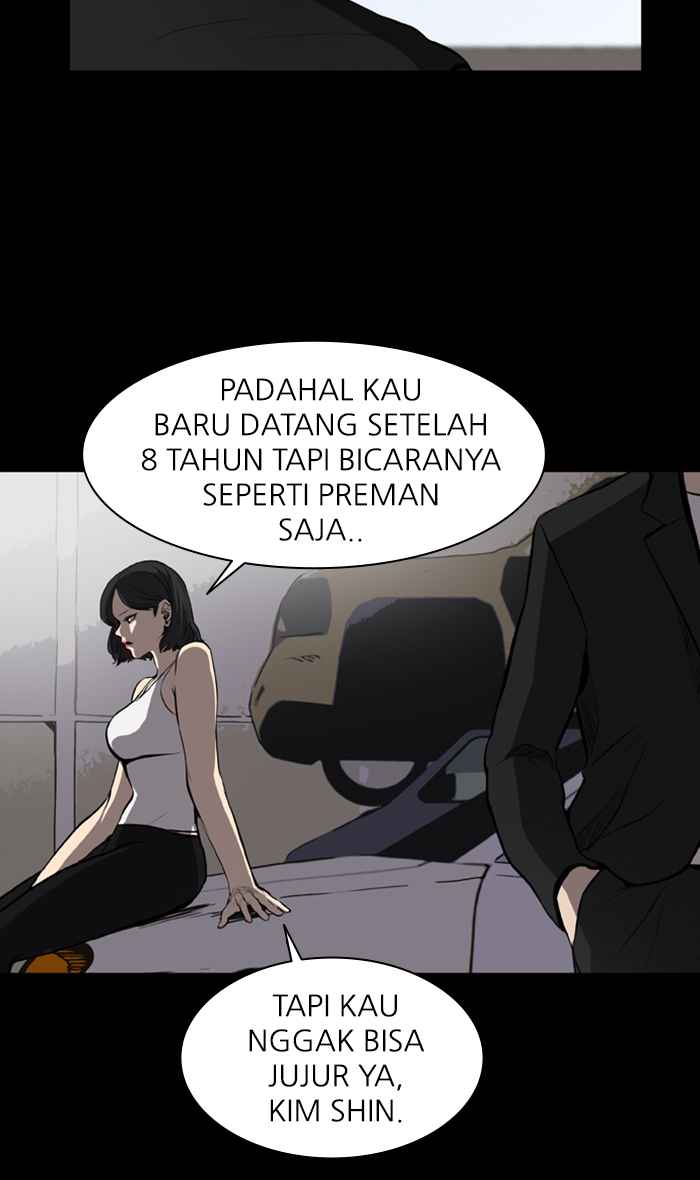 PADAHAL KAU
BARU DATANG SETELAH
8 TAHUN TAPI BICARANYA
SEPERTI PREMAN
SAJA..
TAPI KAU
NGGAK BISA
JUJUR YA,
KIM SHIN.